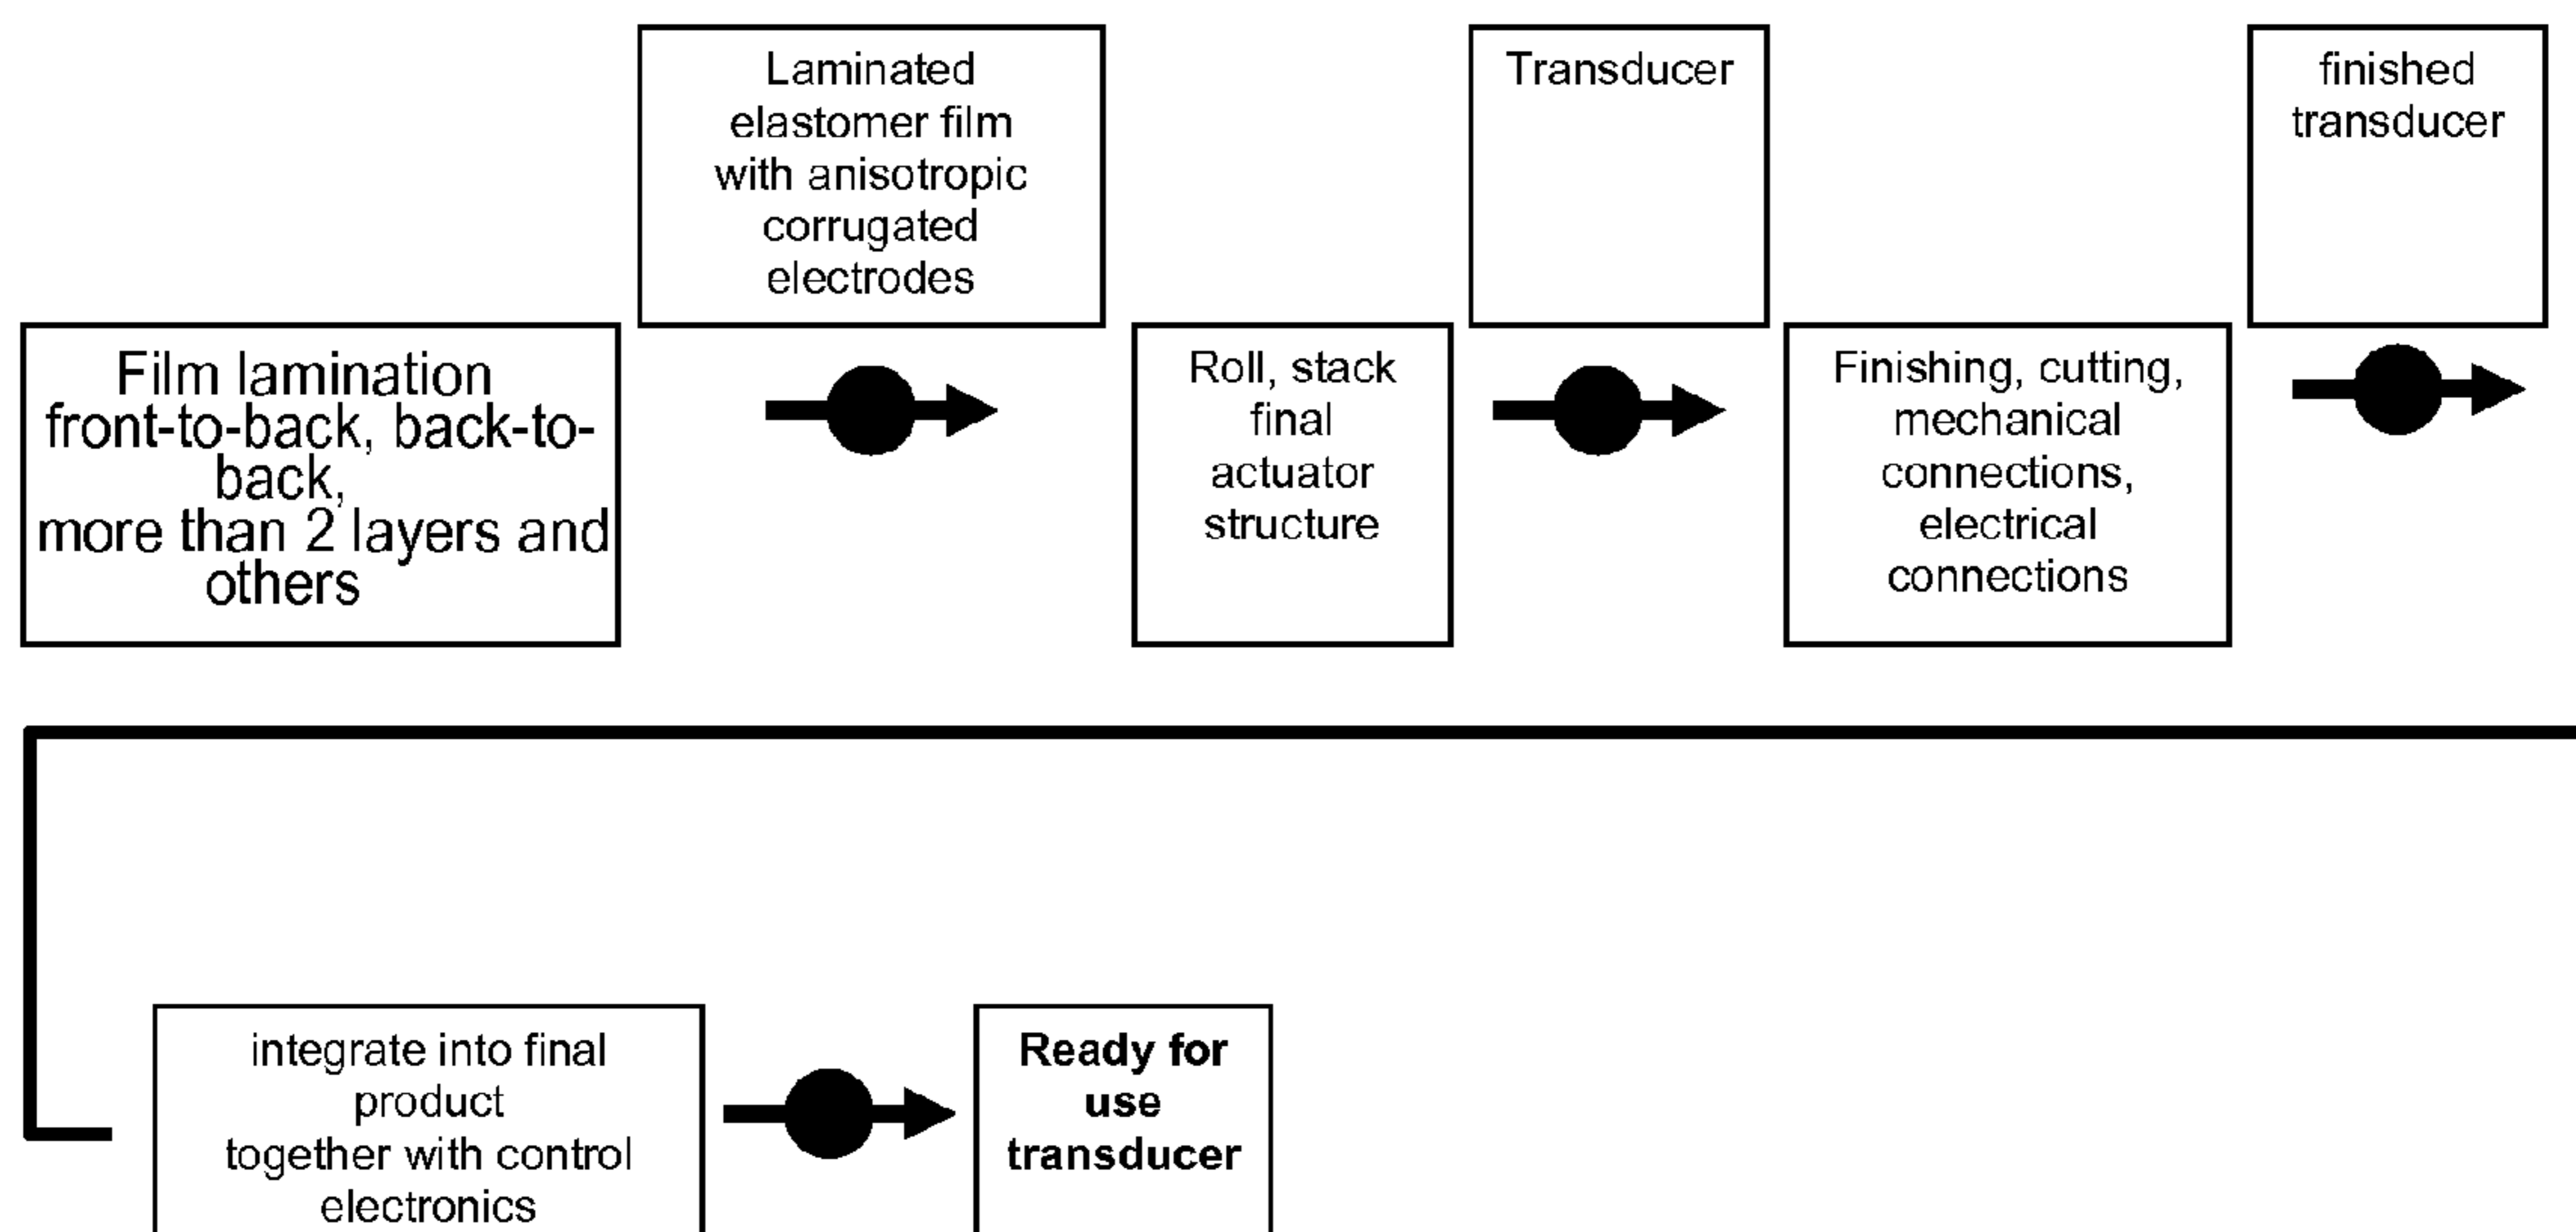 Laminated
elastomer film
with anisotropic
corrugated
electrodes
Transducer
finished
transducer
Film lamination
front-to-back, back-to-
back,
more than 2 layers and
others
Roll, stack
final
actuator
structure
Finishing, cutting,
mechanical
connections,
electrical
connections
integrate into final
product
together with control
electronics
Ready for
use
transducer